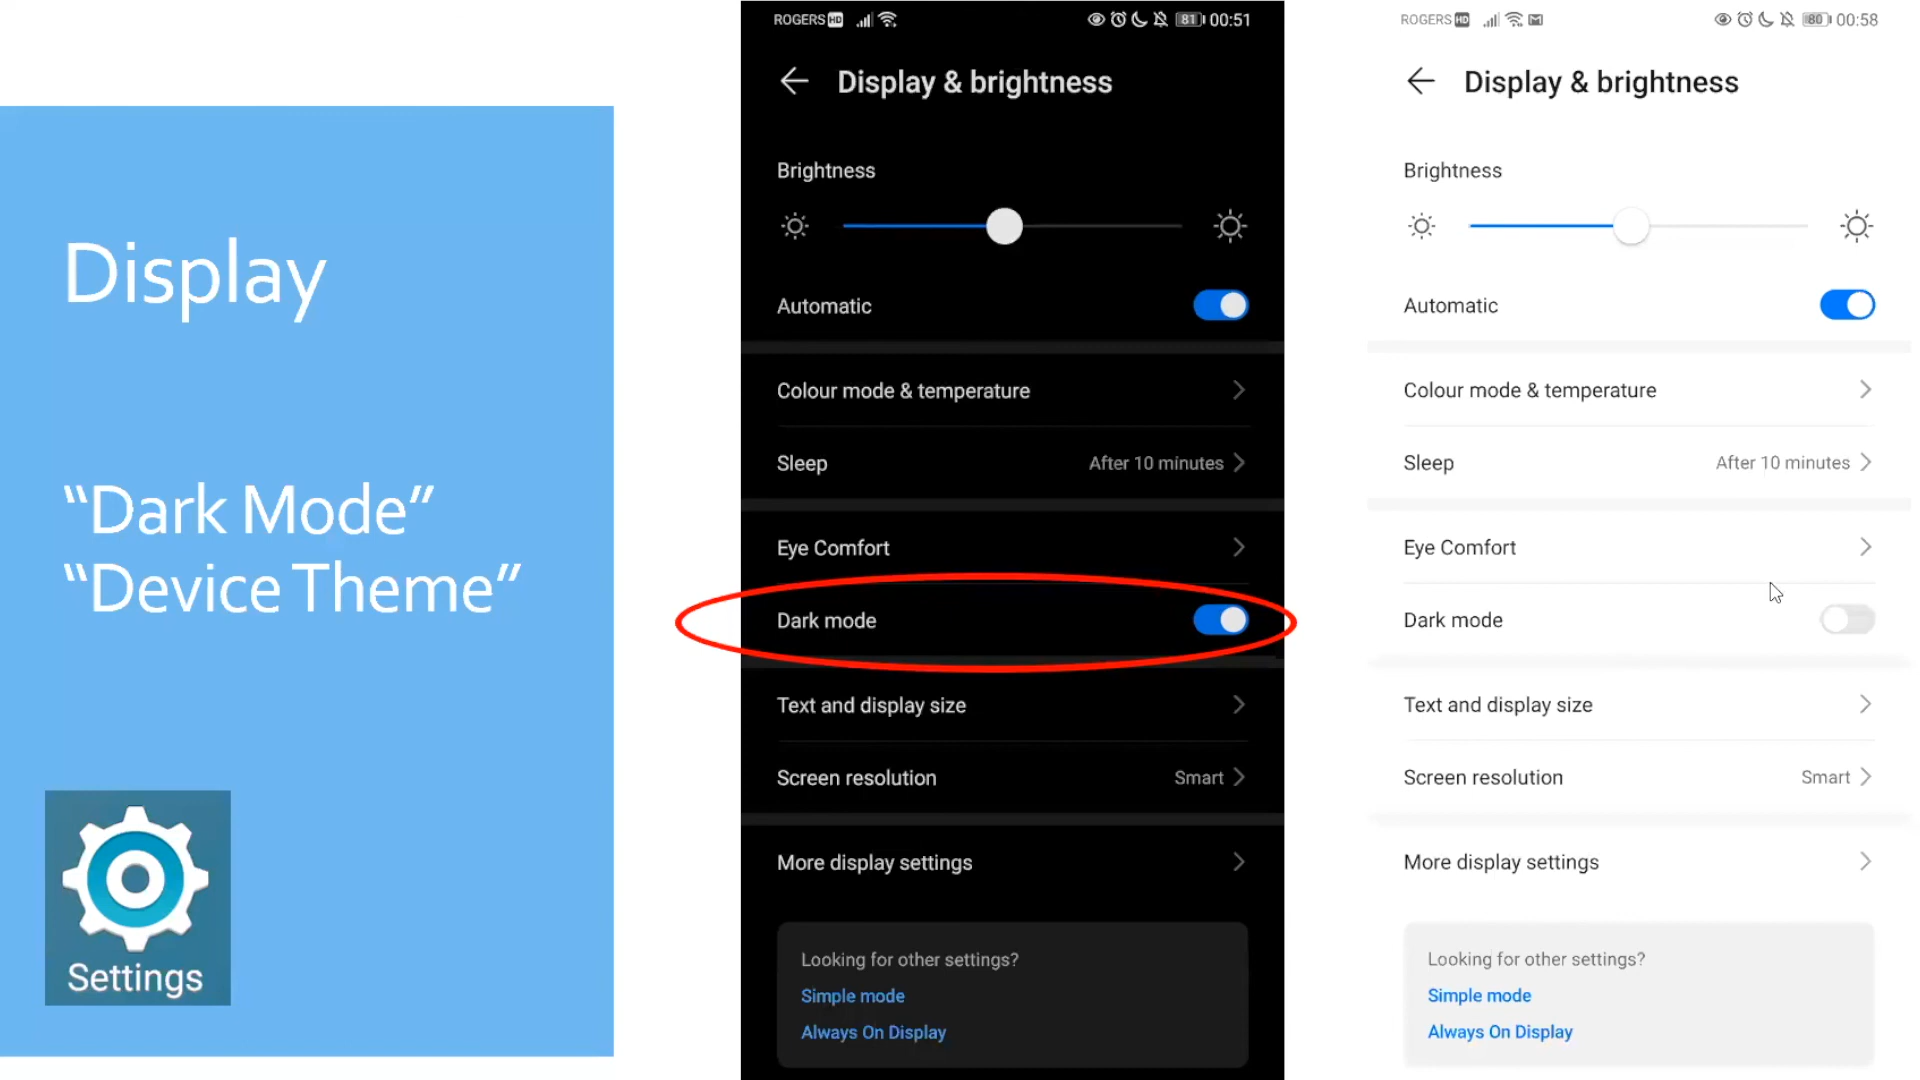 Display
“Dark Mode”
“Device Theme”
Settings
ROGERS HD 81 00:51
Display & brightness
Brightness
Automatic
Colour mode & temperature
Sleep After 10 minutes
Eye Comfort
Dark mode
Text and display size
Screen resolution Smart
More display settings
Looking for other settings?
Simple mode
Always On Display
ROGERS HD 80 00:58
Display & brightness
Brightness
Automatic
Colour mode & temperature
Sleep After 10 minutes
Eye Comfort
Dark mode
Text and display size
Screen resolution Smart
More display settings
Looking for other settings?
Simple mode
Always On Display